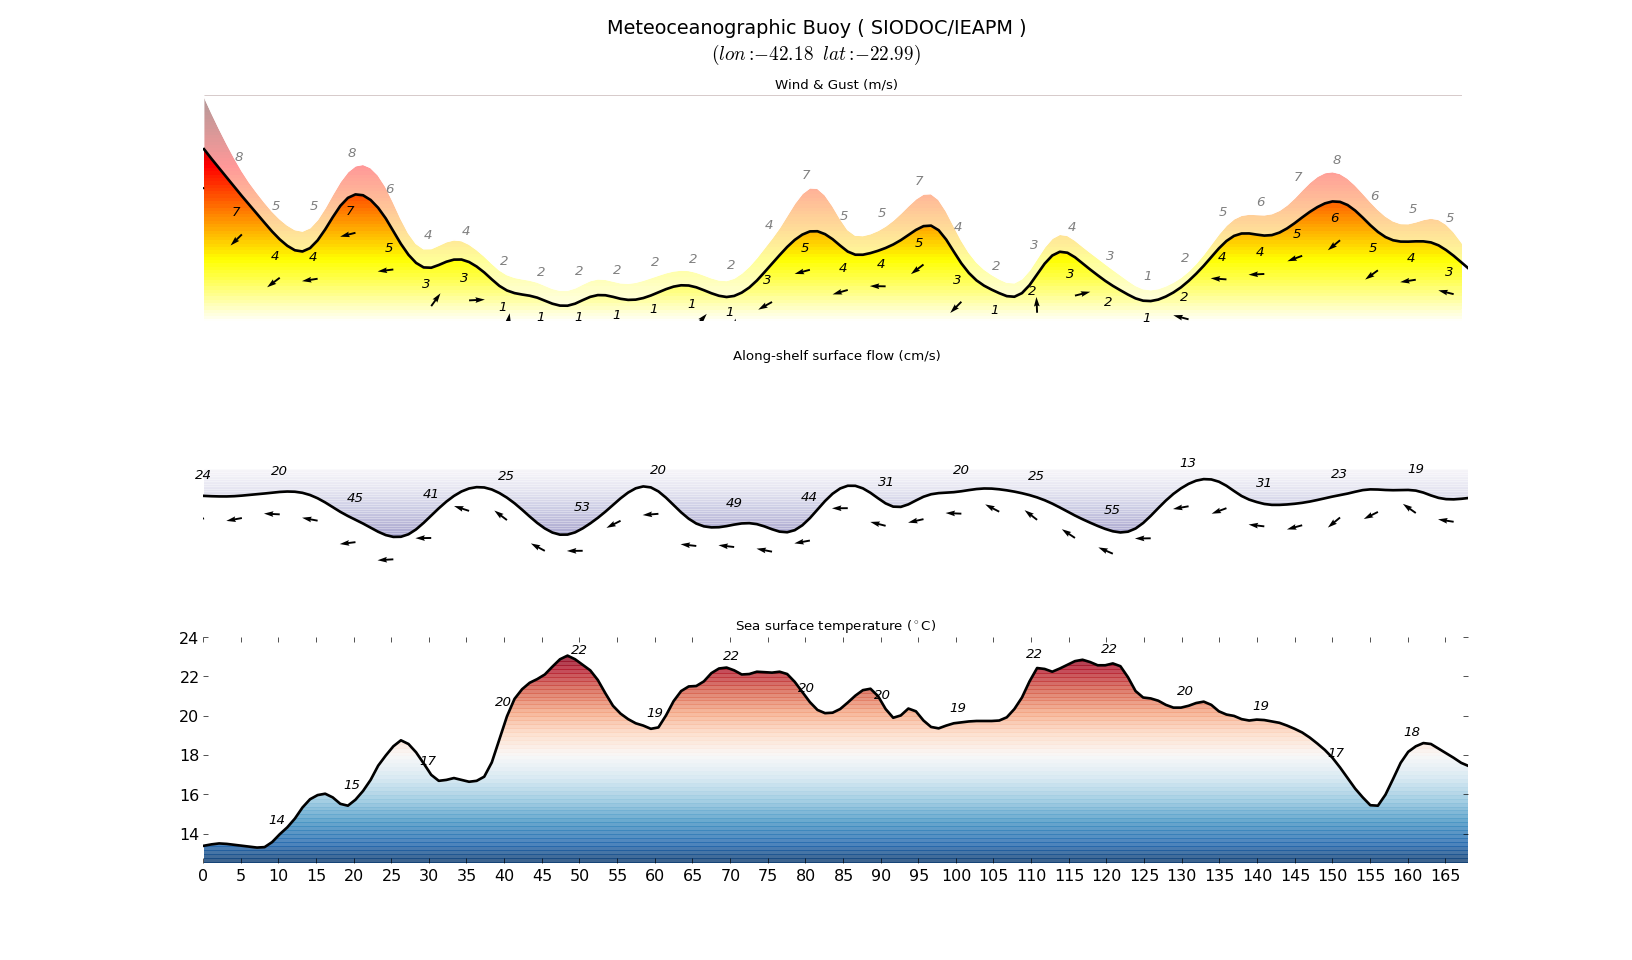 Meteoceanographic Buoy ( SIODOC/IEAPM )
(lon:−42.18 lat:−22.99)
Wind & Gust (m/s)
8 5 5 8 6 4 4 2 2 2 2 2 2 2 4 7 5 5 7 4 2 3 4 3 1 2 5 6 7 8 6 5 5
7 4 4 7 5 3 3 1 1 1 1 1 1 1 3 5 4 4 5 3 1 2 3 2 1 2 4 4 5 6 5 4 3
Along-shelf surface flow (cm/s)
24 20 45 41 25 53 20 49 44 31 20 25 55 13 31 23 19
Sea surface temperature (°C)
24
22
20
18
16
14
14 15 17 20 22 19 22 20 20 19 22 22 20 19 17 18
0 5 10 15 20 25 30 35 40 45 50 55 60 65 70 75 80 85 90 95 100 105 110 115 120 125 130 135 140 145 150 155 160 165